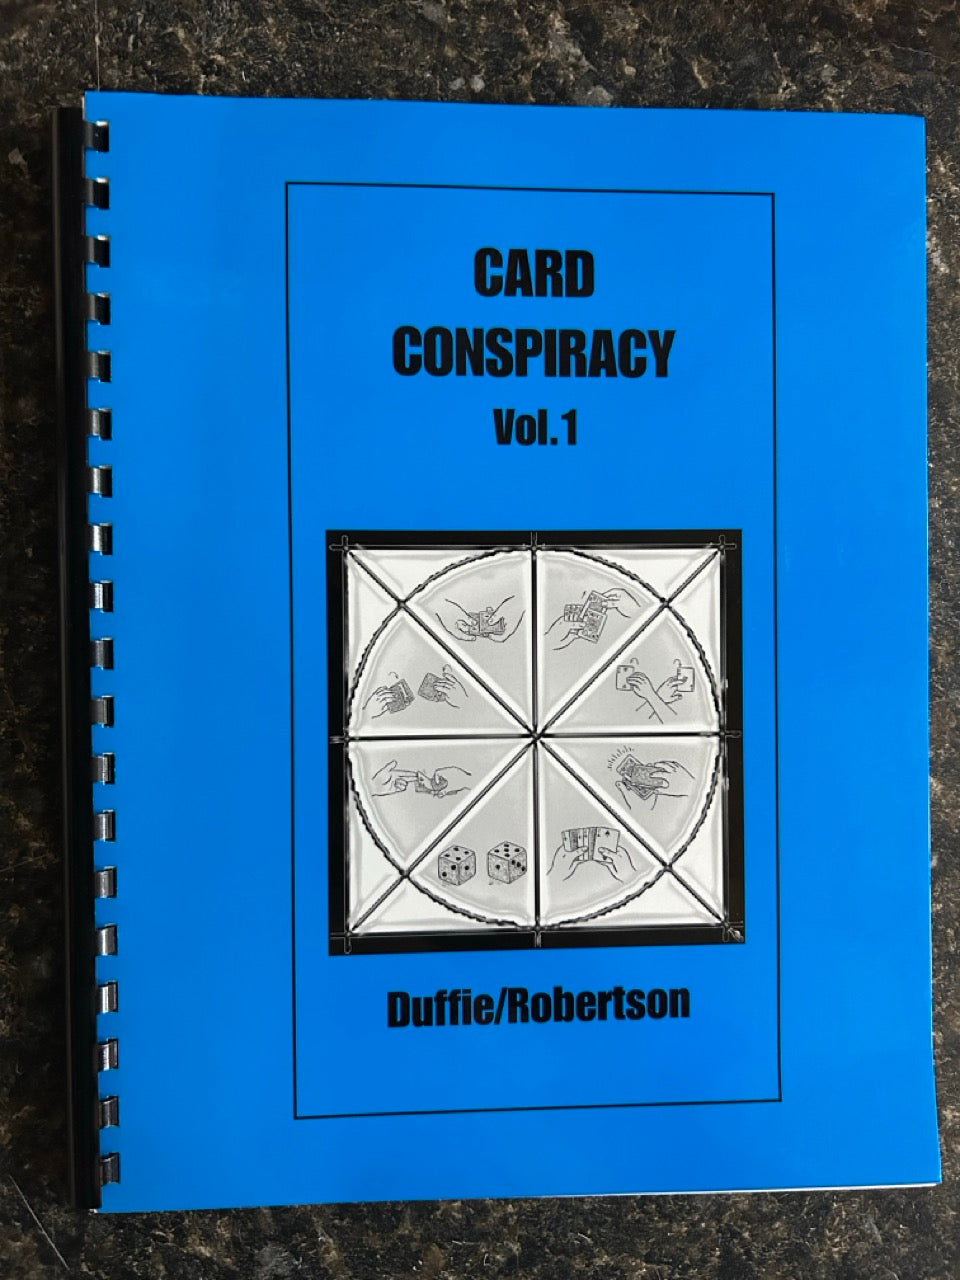 CARD
CONSPIRACY
Vol.1
Duffie/Robertson